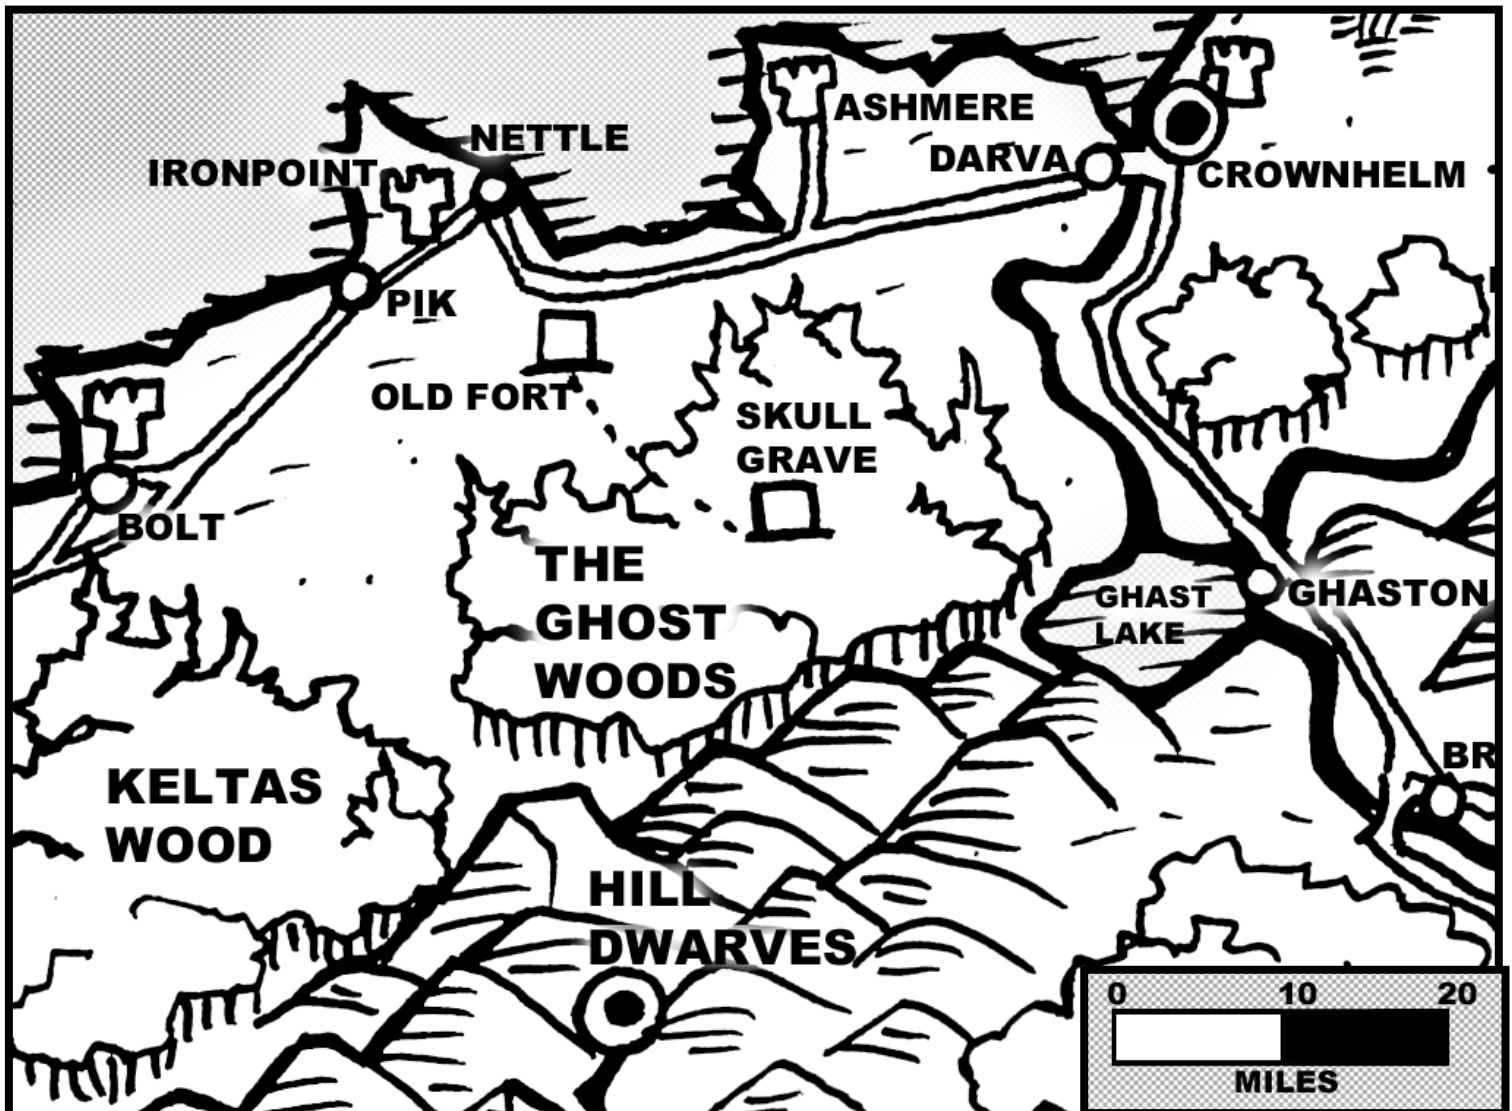 ASHMERE
NETTLE
DARVA
IRONPOINT
CROWNHELM
PIK
OLD FORT
SKULL
GRAVE
BOLT
THE
GHOST
WOODS
GHAST
LAKE
GHASTON
BR
KELTAS
WOOD
HILL
DWARVES
0 10 20
MILES